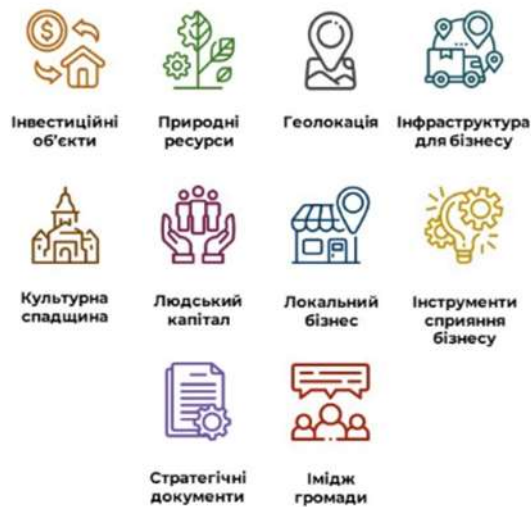 Інвестиційні
об'єкти
Природні
ресурси
Геолокація
Інфраструктура
для бізнесу
Культурна
спадщина
Людський
капітал
Локальний
бізнес
Інструменти
сприяння
бізнесу
Стратегічні
документи
Імідж
громади